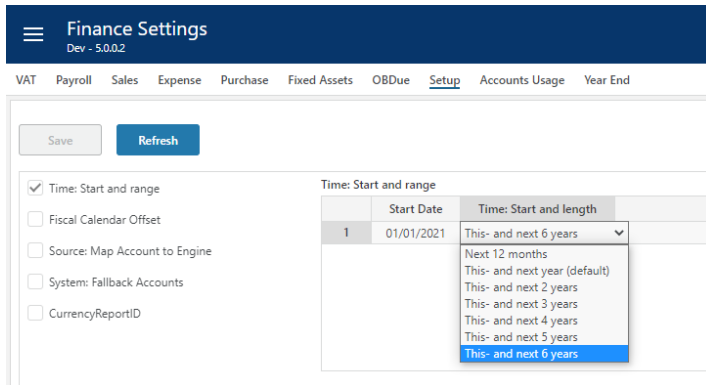 Finance Settings
Dev - 5.0.0.2
VAT Payroll Sales Expense Purchase Fixed Assets OBDue Setup Accounts Usage Year End
Save Refresh
Time: Start and range
Fiscal Calendar Offset
Source: Map Account to Engine
System: Fallback Accounts
CurrencyReportID
Time: Start and range
Start Date Time: Start and length
1 01/01/2021 This- and next 6 years
Next 12 months
This- and next year (default)
This- and next 2 years
This- and next 3 years
This- and next 4 years
This- and next 5 years
This- and next 6 years